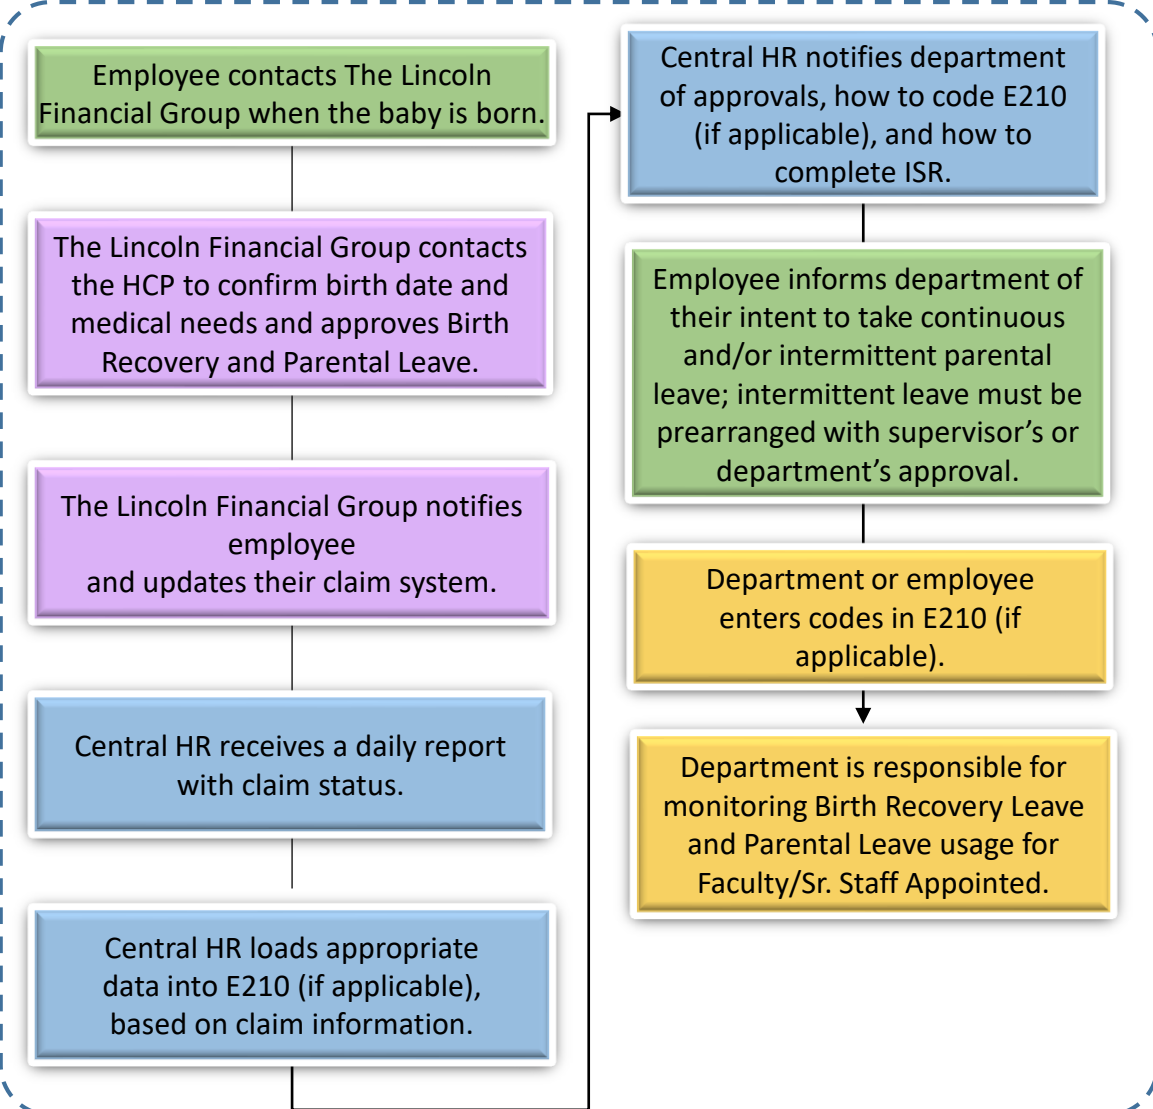 Employee contacts The Lincoln
Financial Group when the baby is born.
The Lincoln Financial Group contacts
the HCP to confirm birth date and
medical needs and approves Birth
Recovery and Parental Leave.
The Lincoln Financial Group notifies
employee
and updates their claim system.
Central HR receives a daily report
with claim status.
Central HR loads appropriate
data into E210 (if applicable),
based on claim information.
Central HR notifies department
of approvals, how to code E210
(if applicable), and how to
complete ISR.
Employee informs department of
their intent to take continuous
and/or intermittent parental
leave; intermittent leave must be
prearranged with supervisor’s or
department’s approval.
Department or employee
enters codes in E210 (if
applicable).
Department is responsible for
monitoring Birth Recovery Leave
and Parental Leave usage for
Faculty/Sr. Staff Appointed.